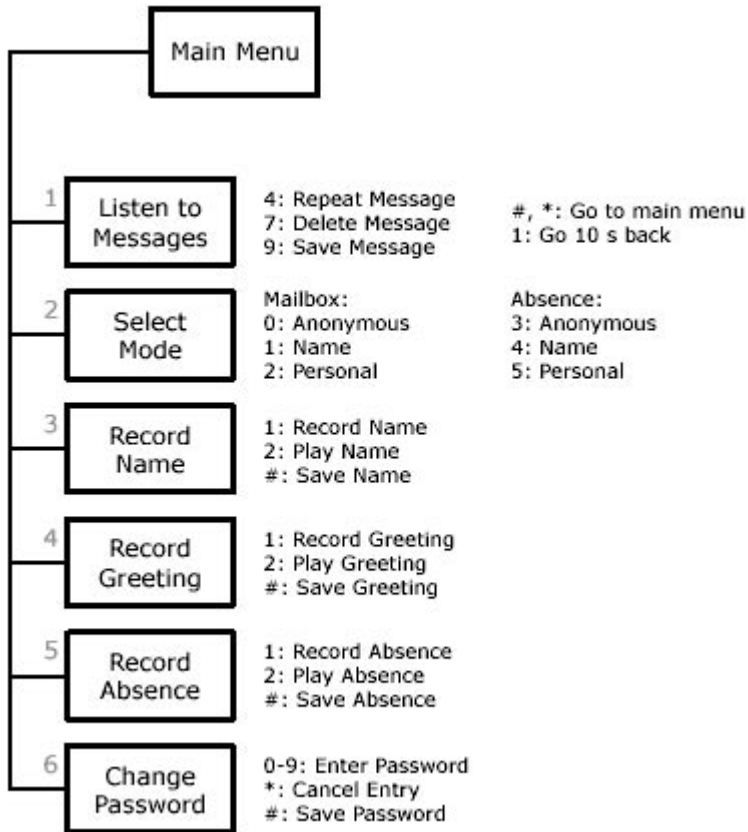 Main Menu
1
Listen to
Messages
4: Repeat Message
7: Delete Message
9: Save Message
#, *: Go to main menu
1: Go 10 s back
2
Select
Mode
Mailbox:
0: Anonymous
1: Name
2: Personal
Absence:
3: Anonymous
4: Name
5: Personal
3
Record
Name
1: Record Name
2: Play Name
#: Save Name
4
Record
Greeting
1: Record Greeting
2: Play Greeting
#: Save Greeting
5
Record
Absence
1: Record Absence
2: Play Absence
#: Save Absence
6
Change
Password
0-9: Enter Password
*: Cancel Entry
#: Save Password